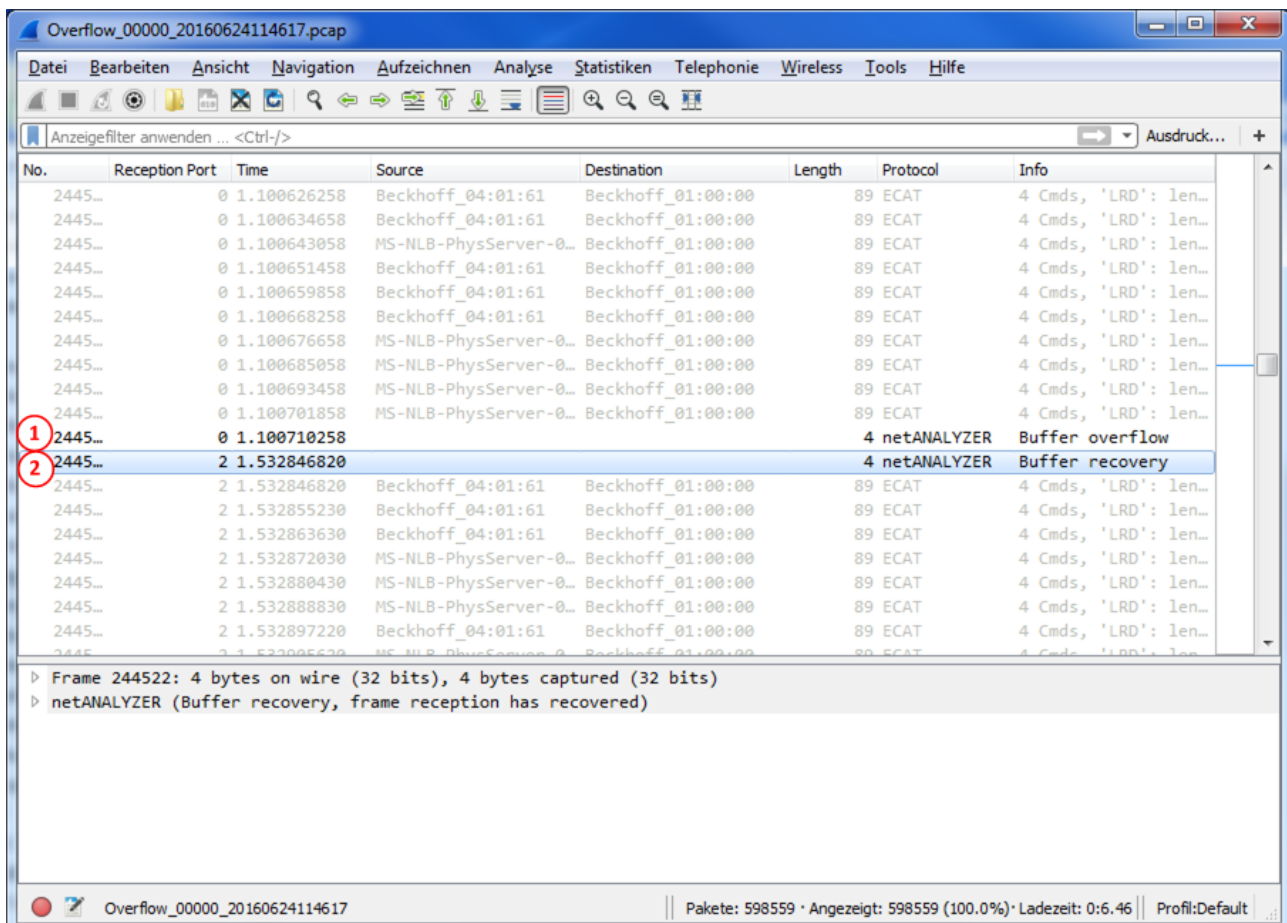 Overflow_00000_20160624114617.pcap
Datei Bearbeiten Ansicht Navigation Aufzeichnen Analyse Statistiken Telephonie Wireless Tools Hilfe
Anzeigefilter anwenden ... <Ctrl-/> Ausdruck... +
No. Reception Port Time Source Destination Length Protocol Info
2445… 0 1.100626258 Beckhoff_04:01:61 Beckhoff_01:00:00 89 ECAT 4 Cmds, 'LRD': len…
2445… 0 1.100634658 Beckhoff_04:01:61 Beckhoff_01:00:00 89 ECAT 4 Cmds, 'LRD': len…
2445… 0 1.100643058 MS-NLB-PhysServer-0… Beckhoff_01:00:00 89 ECAT 4 Cmds, 'LRD': len…
2445… 0 1.100651458 Beckhoff_04:01:61 Beckhoff_01:00:00 89 ECAT 4 Cmds, 'LRD': len…
2445… 0 1.100659858 Beckhoff_04:01:61 Beckhoff_01:00:00 89 ECAT 4 Cmds, 'LRD': len…
2445… 0 1.100668258 Beckhoff_04:01:61 Beckhoff_01:00:00 89 ECAT 4 Cmds, 'LRD': len…
2445… 0 1.100676658 MS-NLB-PhysServer-0… Beckhoff_01:00:00 89 ECAT 4 Cmds, 'LRD': len…
2445… 0 1.100685058 MS-NLB-PhysServer-0… Beckhoff_01:00:00 89 ECAT 4 Cmds, 'LRD': len…
2445… 0 1.100693458 MS-NLB-PhysServer-0… Beckhoff_01:00:00 89 ECAT 4 Cmds, 'LRD': len…
2445… 0 1.100701858 MS-NLB-PhysServer-0… Beckhoff_01:00:00 89 ECAT 4 Cmds, 'LRD': len…
1 2445… 0 1.100710258 4 netANALYZER Buffer overflow
2 2445… 2 1.532846820 4 netANALYZER Buffer recovery
2445… 2 1.532846820 Beckhoff_04:01:61 Beckhoff_01:00:00 89 ECAT 4 Cmds, 'LRD': len…
2445… 2 1.532855230 Beckhoff_04:01:61 Beckhoff_01:00:00 89 ECAT 4 Cmds, 'LRD': len…
2445… 2 1.532863630 Beckhoff_04:01:61 Beckhoff_01:00:00 89 ECAT 4 Cmds, 'LRD': len…
2445… 2 1.532872030 MS-NLB-PhysServer-0… Beckhoff_01:00:00 89 ECAT 4 Cmds, 'LRD': len…
2445… 2 1.532880430 MS-NLB-PhysServer-0… Beckhoff_01:00:00 89 ECAT 4 Cmds, 'LRD': len…
2445… 2 1.532888830 MS-NLB-PhysServer-0… Beckhoff_01:00:00 89 ECAT 4 Cmds, 'LRD': len…
2445… 2 1.532897220 Beckhoff_04:01:61 Beckhoff_01:00:00 89 ECAT 4 Cmds, 'LRD': len…
Frame 244522: 4 bytes on wire (32 bits), 4 bytes captured (32 bits)
netANALYZER (Buffer recovery, frame reception has recovered)
Overflow_00000_20160624114617 Pakete: 598559 · Angezeigt: 598559 (100.0%) · Ladezeit: 0:6.46 Profil:Default